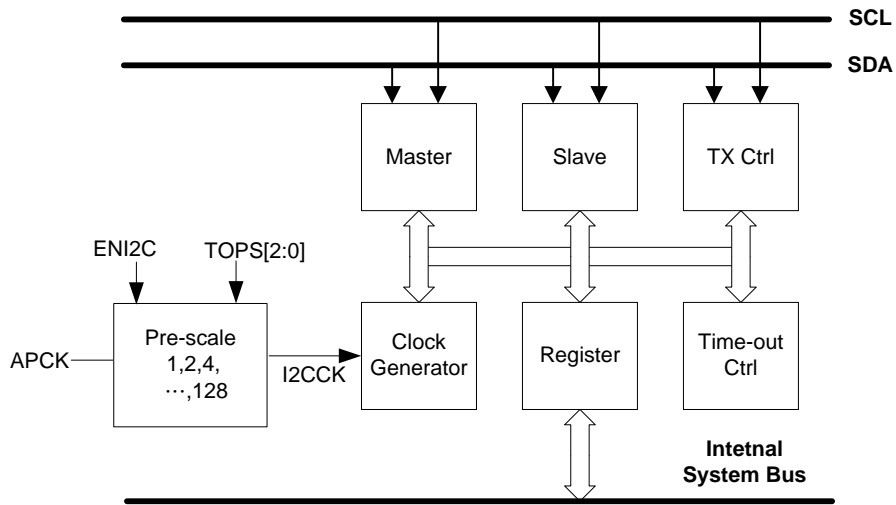 SCL
SDA
Master
Slave
TX Ctrl
ENI2C
TOPS[2:0]
APCK
Pre-scale
1,2,4,
…,128
I2CCK
Clock
Generator
Register
Time-out
Ctrl
Intetnal
System Bus